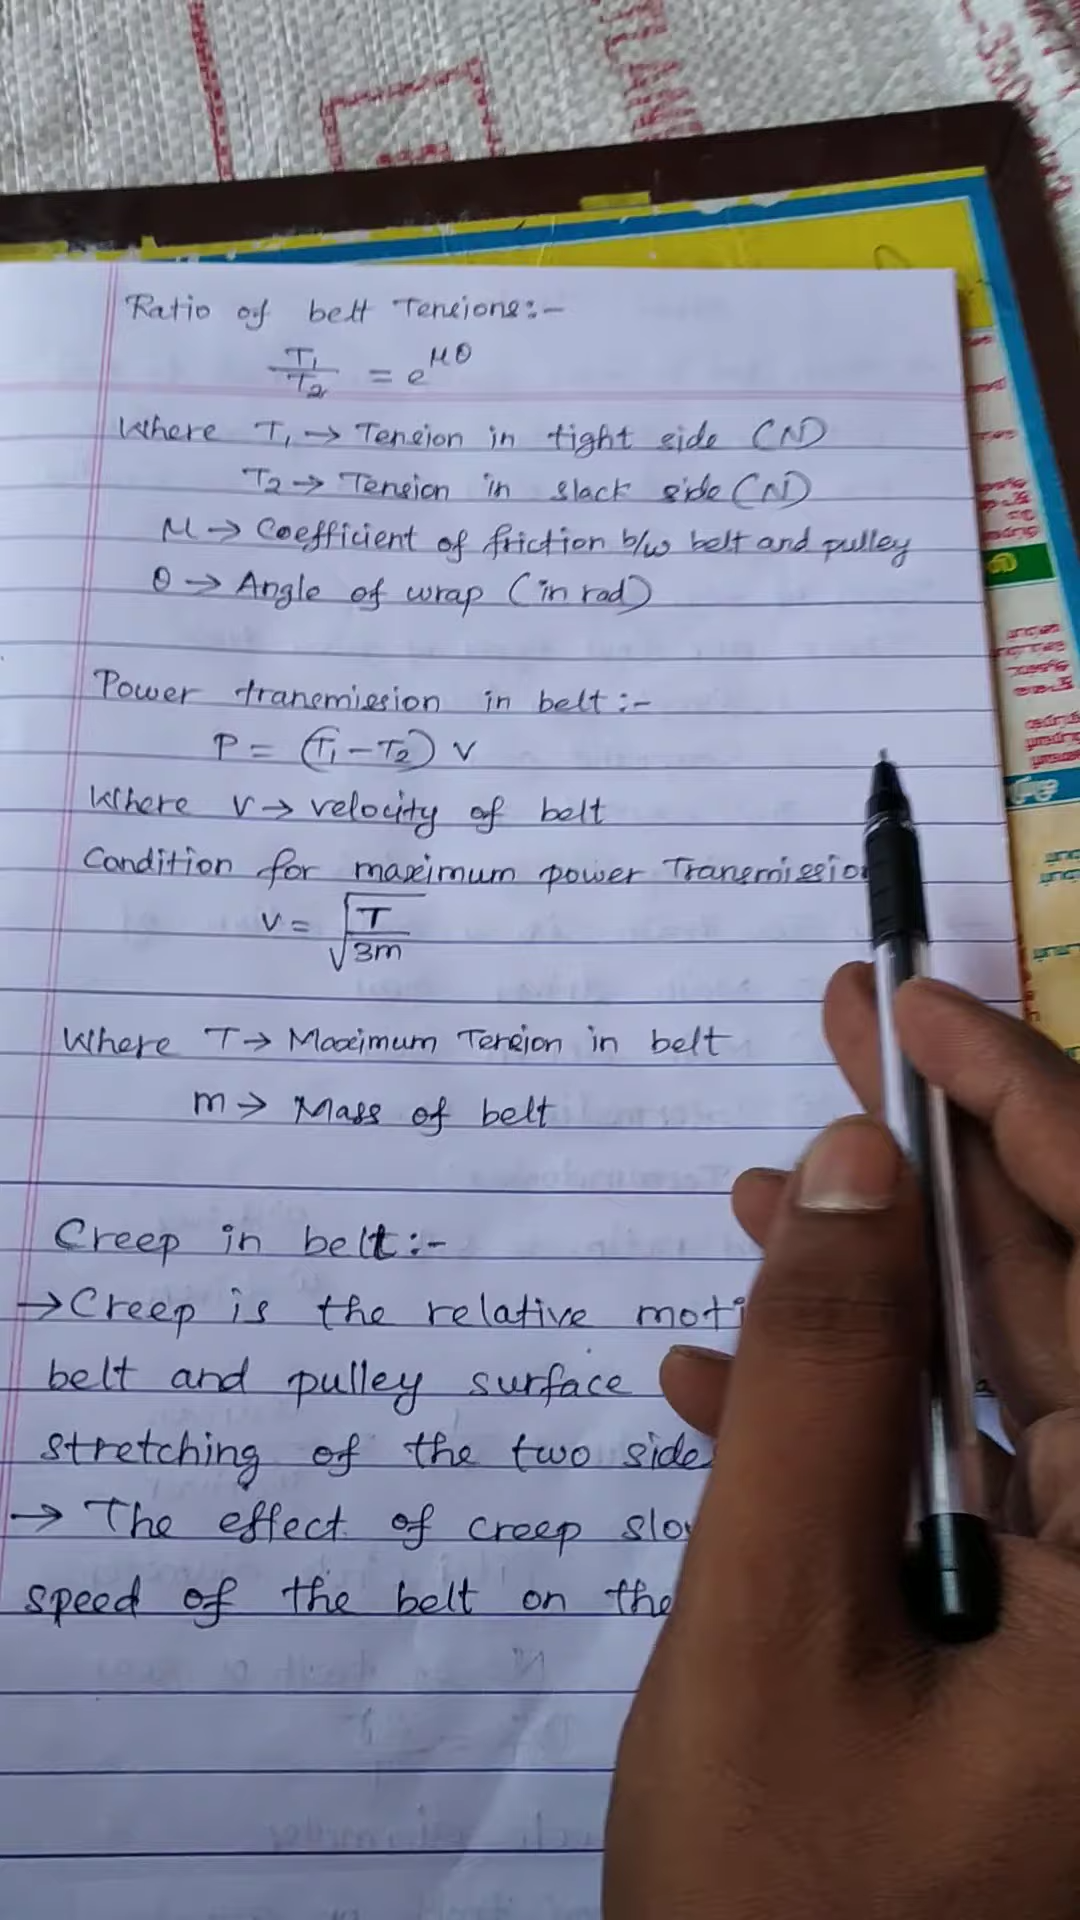 Ratio of belt Tensions:-
T1/T2 = e^μθ
Where T1 → Tension in tight side (N)
T2 → Tension in slack side (N)
μ → Coefficient of friction b/w belt and pulley
θ → Angle of wrap (in rad)
Power transmission in belt:-
P = (T1 - T2) v
Where v → velocity of belt
Condition for maximum power Transmission
v = √T/3m
Where T → Maximum Tension in belt
m → Mass of belt
Creep in belt:-
→ Creep is the relative moti
belt and pulley surface
stretching of the two side
→ The effect of creep slow
speed of the belt on the